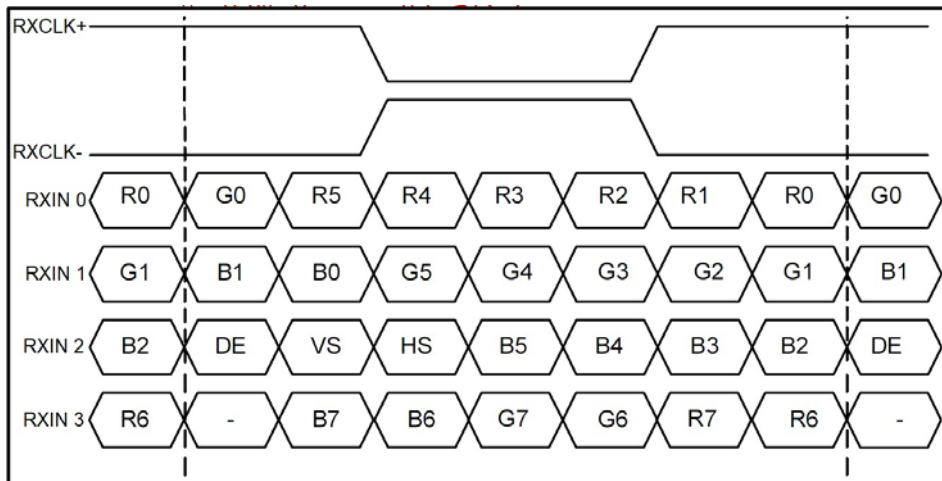 RXCLK+
RXCLK-
RXIN 0 R0 G0 R5 R4 R3 R2 R1 R0 G0
RXIN 1 G1 B1 B0 G5 G4 G3 G2 G1 B1
RXIN 2 B2 DE VS HS B5 B4 B3 B2 DE
RXIN 3 R6 - B7 B6 G7 G6 R7 R6 -